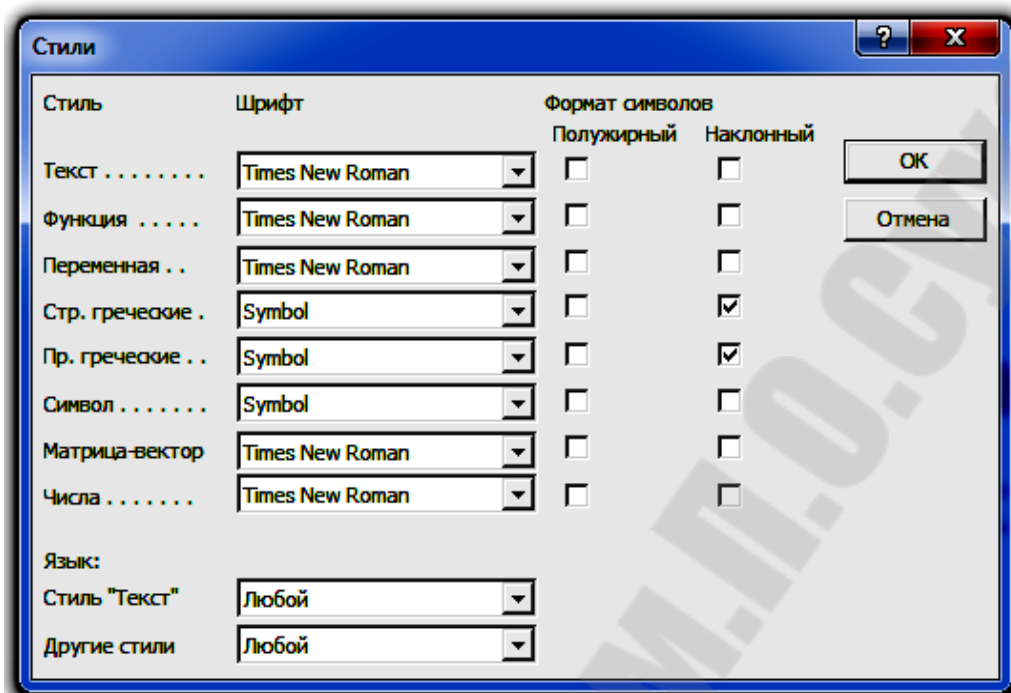 Стили
Стиль Шрифт Формат символов
Полужирный Наклонный
Текст . . . . . . . . Times New Roman OK
Функция . . . . . Times New Roman Отмена
Переменная . . Times New Roman
Стр. греческие . Symbol
Пр. греческие . . Symbol
Символ . . . . . . . Symbol
Матрица-вектор Times New Roman
Числа . . . . . . . Times New Roman
Язык:
Стиль "Текст" Любой
Другие стили Любой